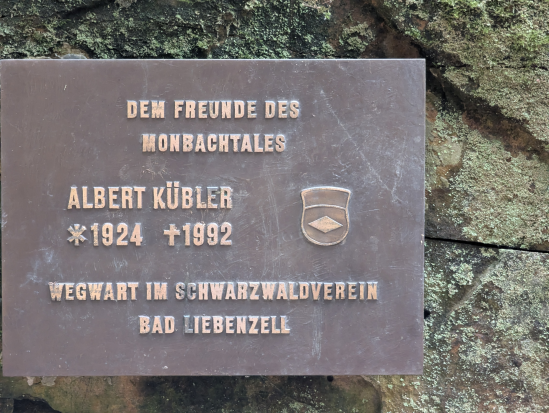 DEM FREUNDE DES
MONBACHTALES
ALBERT KÜBLER
*1924 †1992
WEGWART IM SCHWARZWALDVEREIN
BAD LIEBENZELL